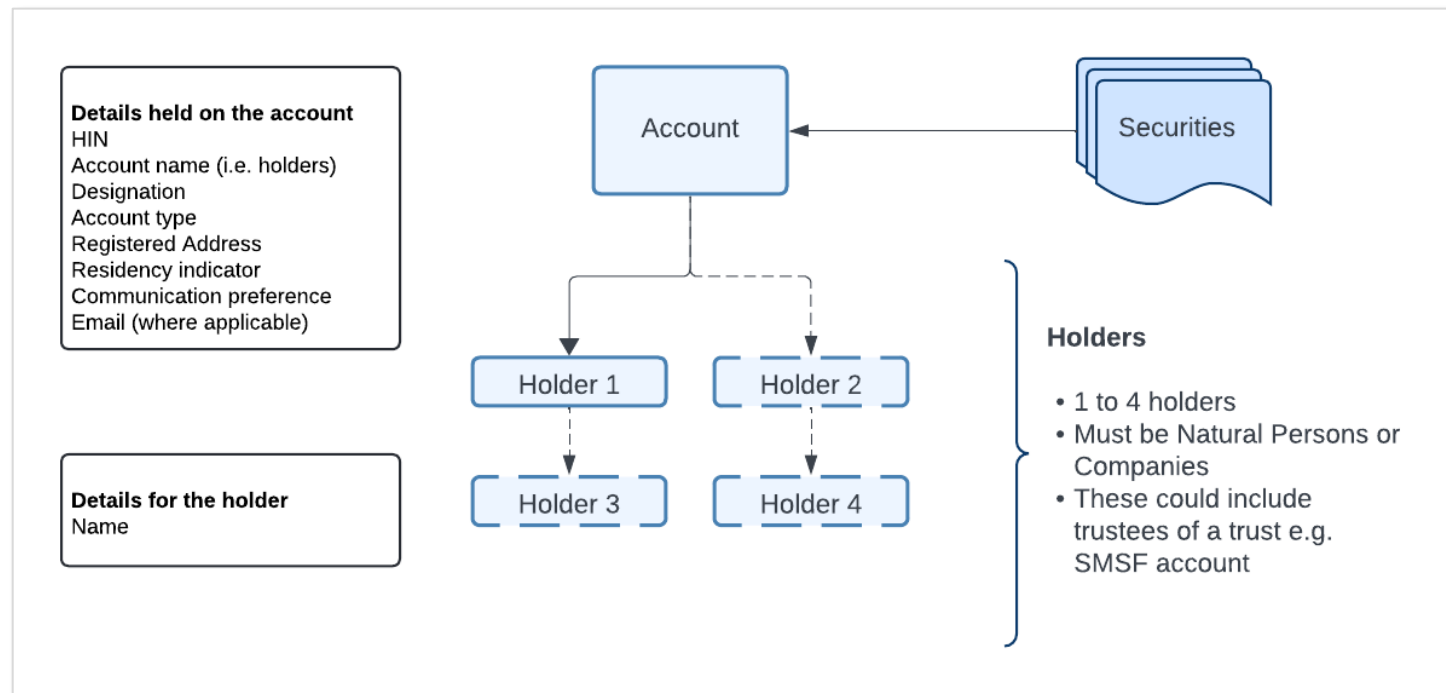 Details held on the account
HIN
Account name (i.e. holders)
Designation
Account type
Registered Address
Residency indicator
Communication preference
Email (where applicable)
Details for the holder
Name
Account
Securities
Holder 1
Holder 2
Holder 3
Holder 4
Holders
• 1 to 4 holders
• Must be Natural Persons or
Companies
• These could include
trustees of a trust e.g.
SMSF account